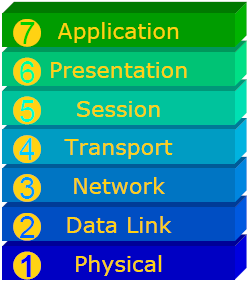 7 Application
6 Presentation
5 Session
4 Transport
3 Network
2 Data Link
1 Physical